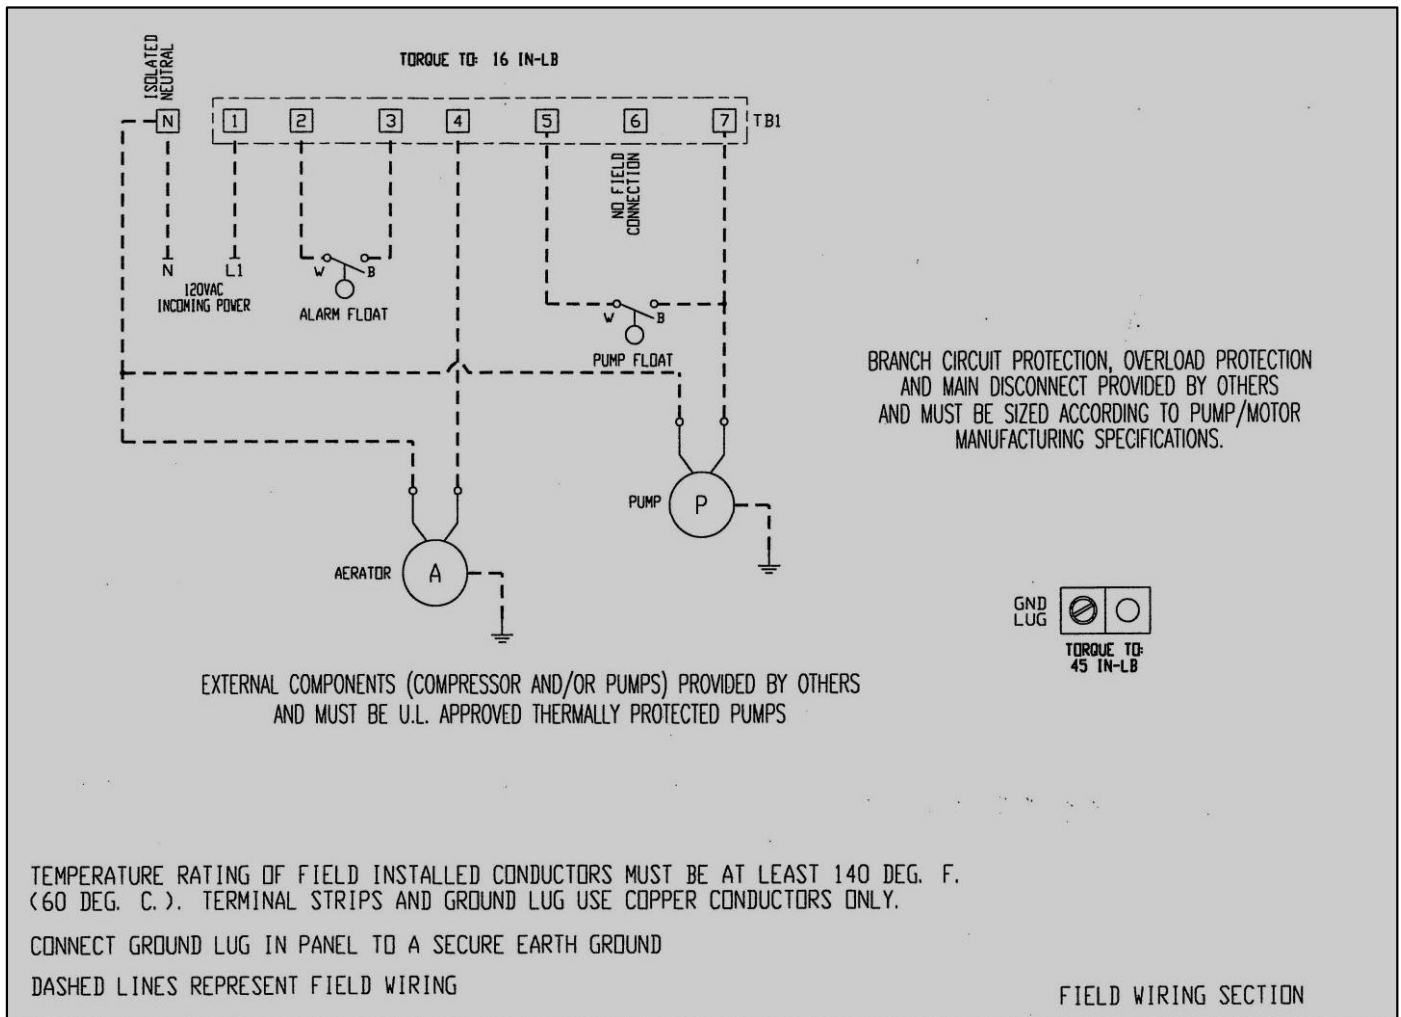 ISOLATED
NEUTRAL
TORQUE TO: 16 IN-LB
N 1 2 3 4 5 6 7 TB1
NO FIELD
CONNECTION
N L1
120VAC
INCOMING POWER
W B
ALARM FLOAT
W B
PUMP FLOAT
BRANCH CIRCUIT PROTECTION, OVERLOAD PROTECTION
AND MAIN DISCONNECT PROVIDED BY OTHERS
AND MUST BE SIZED ACCORDING TO PUMP/MOTOR
MANUFACTURING SPECIFICATIONS.
PUMP P
AERATOR A
GND
LUG
TORQUE TO:
45 IN-LB
EXTERNAL COMPONENTS (COMPRESSOR AND/OR PUMPS) PROVIDED BY OTHERS
AND MUST BE U.L. APPROVED THERMALLY PROTECTED PUMPS
TEMPERATURE RATING OF FIELD INSTALLED CONDUCTORS MUST BE AT LEAST 140 DEG. F.
(60 DEG. C.). TERMINAL STRIPS AND GROUND LUG USE COPPER CONDUCTORS ONLY.
CONNECT GROUND LUG IN PANEL TO A SECURE EARTH GROUND
DASHED LINES REPRESENT FIELD WIRING
FIELD WIRING SECTION